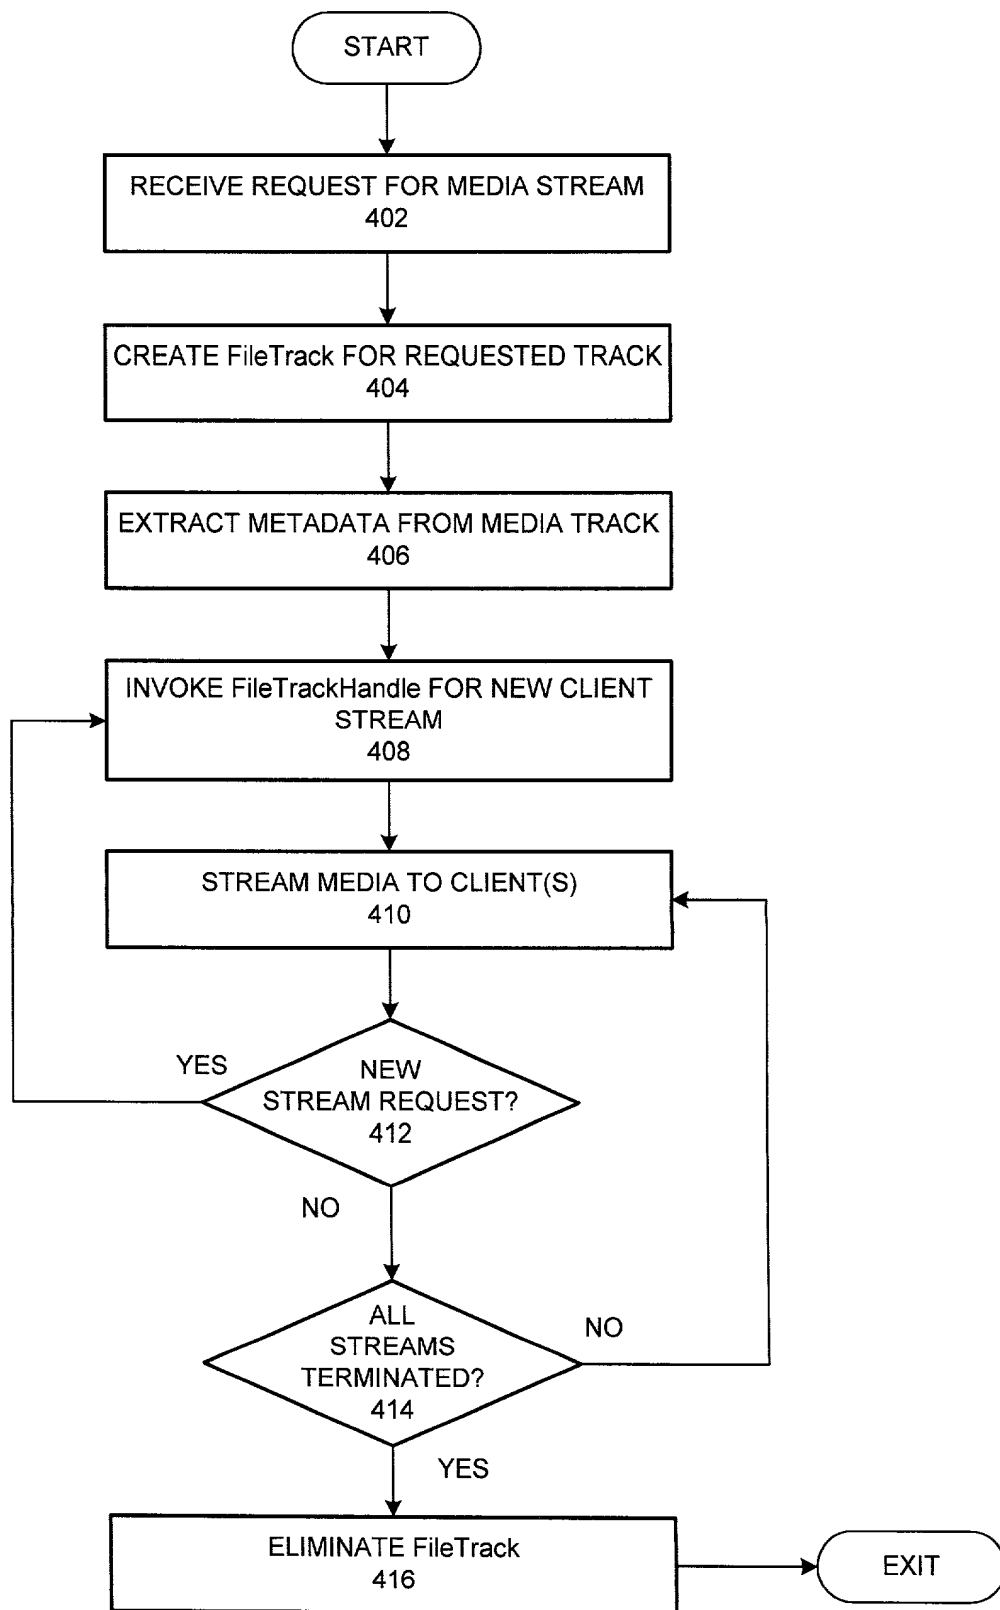 START
RECEIVE REQUEST FOR MEDIA STREAM
402
CREATE FileTrack FOR REQUESTED TRACK
404
EXTRACT METADATA FROM MEDIA TRACK
406
INVOKE FileTrackHandle FOR NEW CLIENT
STREAM
408
STREAM MEDIA TO CLIENT(S)
410
YES
NEW
STREAM REQUEST?
412
NO
ALL
STREAMS
TERMINATED?
414
NO
YES
ELIMINATE FileTrack
416
EXIT